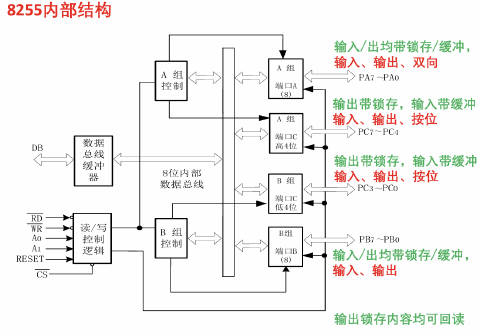 8255内部结构
输入/出均带锁存/缓冲,
输入、输出、双向
A 组
控制
A 组
端口A
(8)
PA7~PA0
输出带锁存，输入带缓冲
输入、输出、按位
A 组
端口C
高4位
PC7~PC4
DB
数据
总线
缓冲
器
8位内部
数据总线
输出带锁存，输入带缓冲
输入、输出、按位
B 组
端口C
低4位
PC3~PC0
RD
WR
A0
A1
RESET
CS
读/写
控制
逻辑
B 组
控制
B组
端口B
(8)
PB7~PB0
输入/出均带锁存/缓冲,
输入、输出
输出锁存内容均可回读